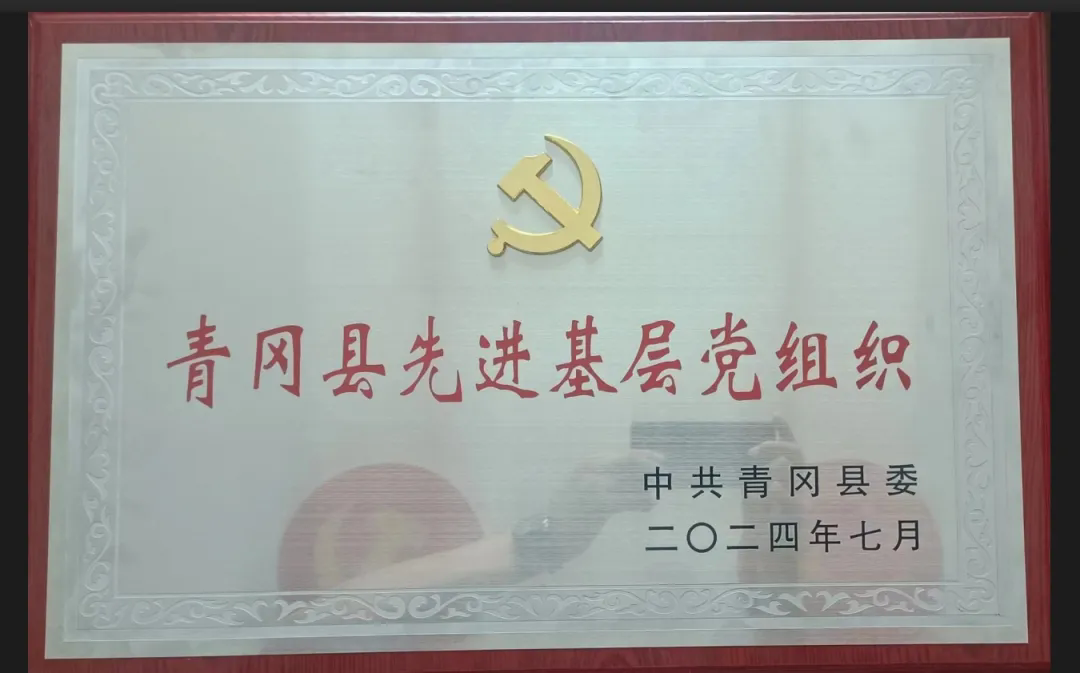 青冈县先进基层党组织
中共青冈县委
二〇二四年七月